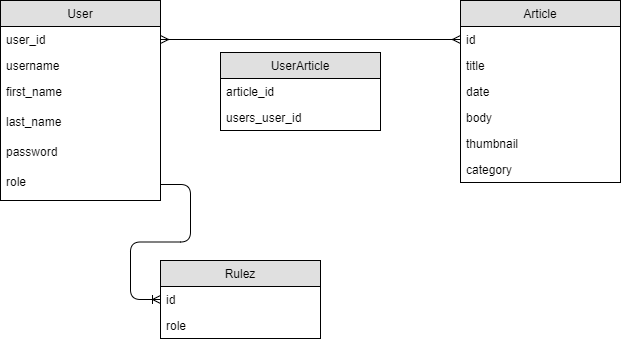 User
user_id
username
first_name
last_name
password
role
UserArticle
article_id
users_user_id
Article
id
title
date
body
thumbnail
category
Rulez
id
role